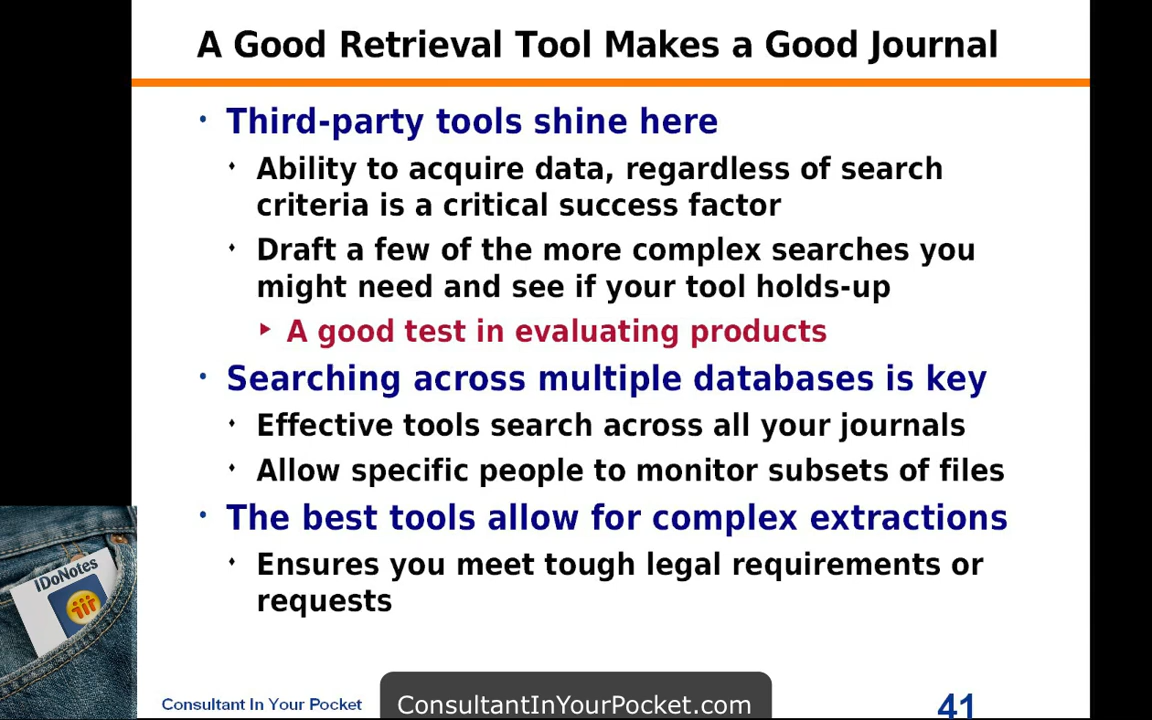 A Good Retrieval Tool Makes a Good Journal
Third-party tools shine here
Ability to acquire data, regardless of search
criteria is a critical success factor
Draft a few of the more complex searches you
might need and see if your tool holds-up
A good test in evaluating products
Searching across multiple databases is key
Effective tools search across all your journals
Allow specific people to monitor subsets of files
The best tools allow for complex extractions
Ensures you meet tough legal requirements or
requests
IDoNotes
Consultant In Your Pocket
ConsultantInYourPocket.com
41